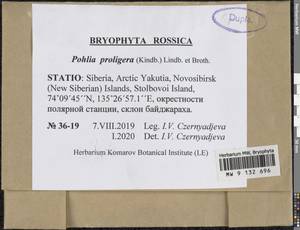 Dupla.
BRYOPHYTA ROSSICA
Pohlia proligera (Kindb.) Lindb. et Broth.
STATIO: Siberia, Arctic Yakutia, Novosibirsk
(New Siberian) Islands, Stolbovoi Island,
74°09´45´´N, 135°26´57.1´´E, окрестности
полярной станции, склон байджараха.
№ 36-19 7.VIII.2019 Leg. I.V. Czernyadjeva
I.2020 Det. I.V. Czernyadjeva
Herbarium Komarov Botanical Institute (LE)
Herbarium MW, Bryophyta
MW 9 132 696